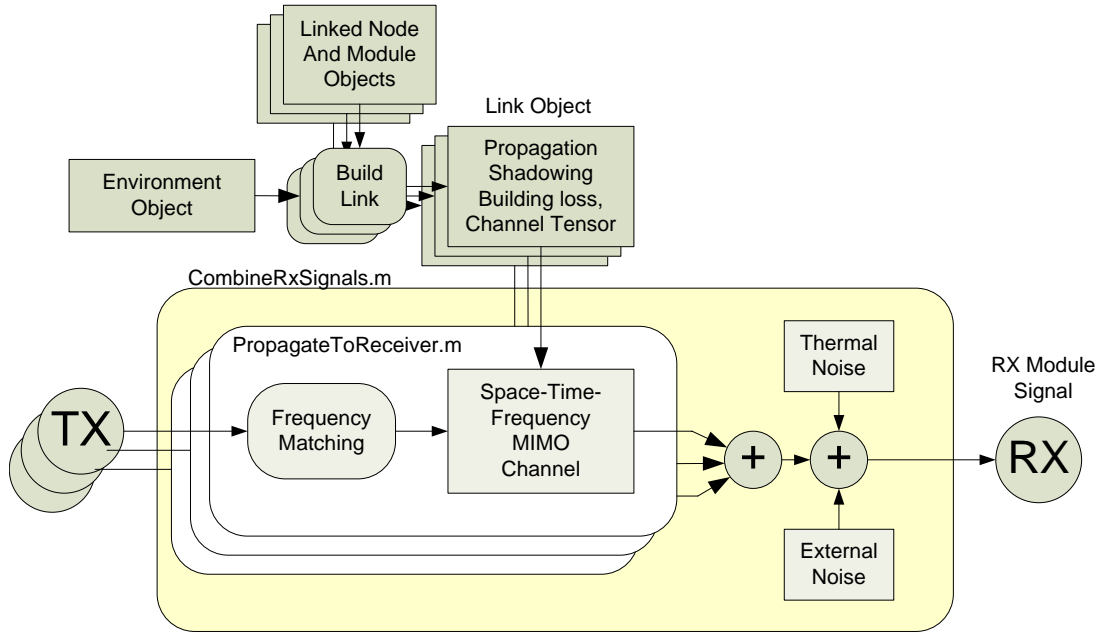 Linked Node
And Module
Objects
Link Object
Propagation
Shadowing
Building loss,
Channel Tensor
Build
Link
Environment
Object
CombineRxSignals.m
PropagateToReceiver.m
Thermal
Noise
RX Module
Signal
TX
Frequency
Matching
Space-Time-
Frequency
MIMO
Channel
+
+
RX
External
Noise